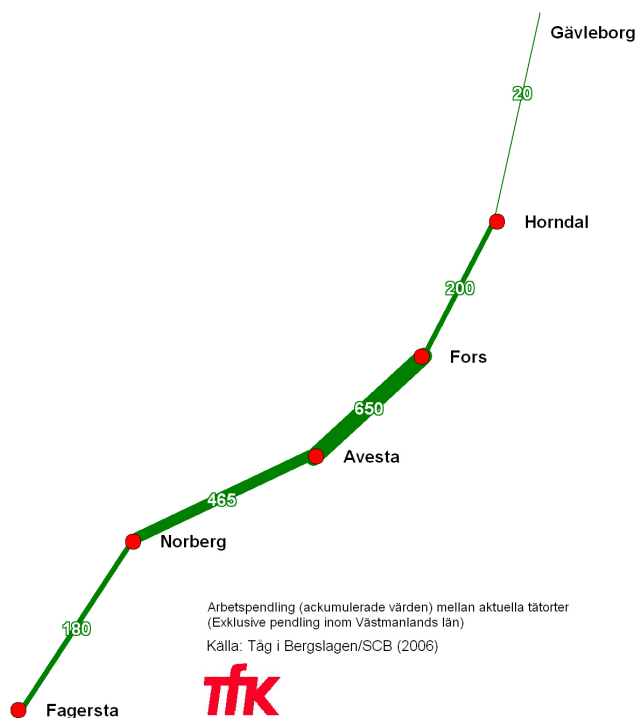 Gävleborg
20
Horndal
200
Fors
650
Avesta
465
Norberg
180
Arbetspendling (ackumulerade värden) mellan aktuella tätorter
(Exklusive pendling inom Västmanlands län)
Källa: Tåg i Bergslagen/SCB (2006)
TfK
Fagersta